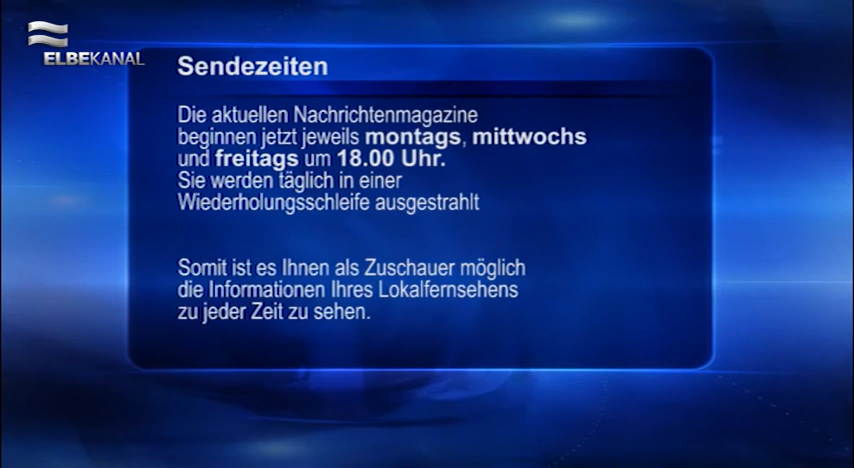 ELBEKANAL
Sendezeiten
Die aktuellen Nachrichtenmagazine
beginnen jetzt jeweils montags, mittwochs
und freitags um 18.00 Uhr.
Sie werden täglich in einer
Wiederholungsschleife ausgestrahlt
Somit ist es Ihnen als Zuschauer möglich
die Informationen Ihres Lokalfernsehens
zu jeder Zeit zu sehen.